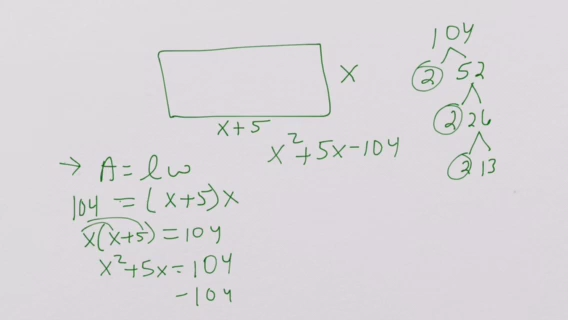 x
x+5
x²+5x-104
→ A = lw
104 = (x+5)x
x(x+5) = 104
x²+5x = 104
-104
104
2 52
2 26
2 13